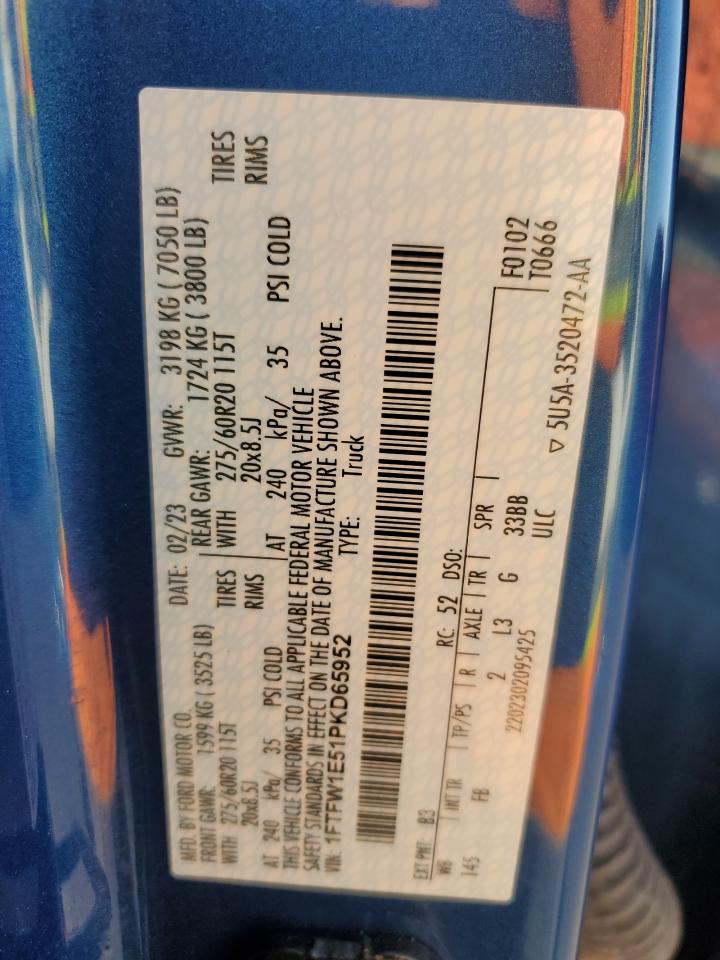 MFD. BY FORD MOTOR CO. DATE: 02/23 GVWR: 3198 KG ( 7050 LB)
FRONT GAWR: 1599 KG ( 3525 LB) REAR GAWR: 1724 KG ( 3800 LB)
WITH 275/60R20 115T TIRES WITH 275/60R20 115T TIRES
20x8.5J RIMS 20x8.5J RIMS
AT 240 kPa/ 35 PSI COLD AT 240 kPa/ 35 PSI COLD
THIS VEHICLE CONFORMS TO ALL APPLICABLE FEDERAL MOTOR VEHICLE
SAFETY STANDARDS IN EFFECT ON THE DATE OF MANUFACTURE SHOWN ABOVE.
VIN: 1FTFW1E51PKD65952 TYPE: Truck
EXT PNT: B3 RC: 52 DSO:
WB INT TR TP/PS R AXLE TR SPR F0102
145 FB 2 L3 G 33BB T0666
2202302095425 ULC
▽ 5U5A-3520472-AA